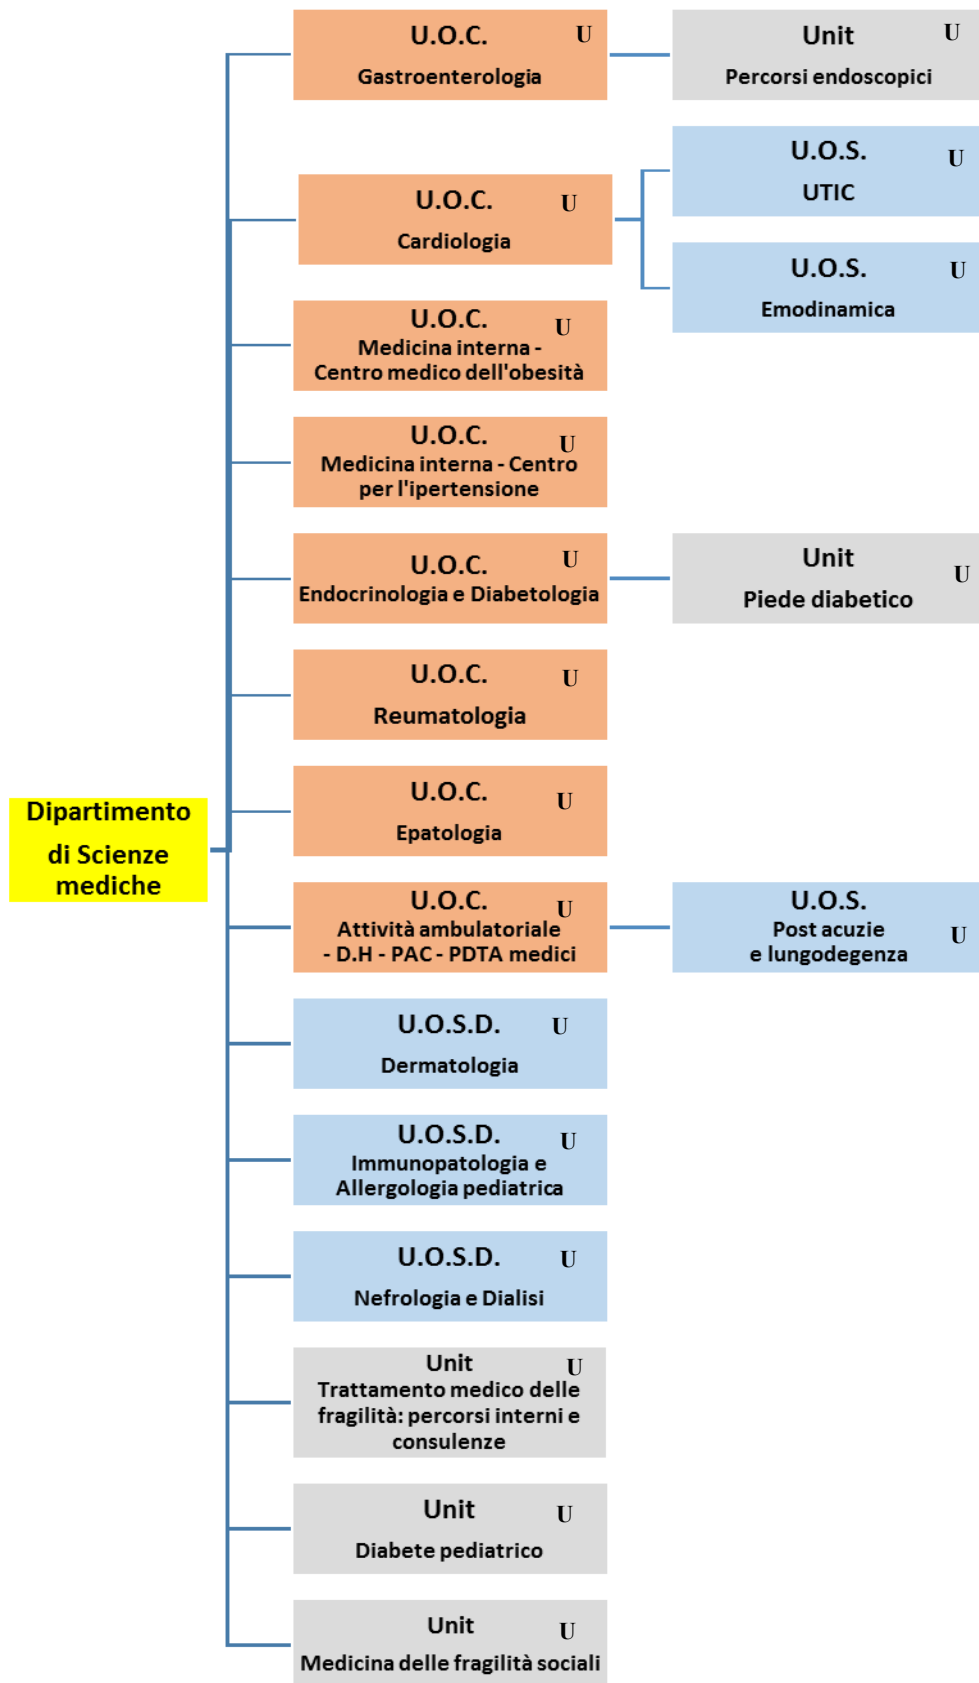 U.O.C. U
Gastroenterologia
Unit U
Percorsi endoscopici
U.O.C. U
Cardiologia
U.O.S. U
UTIC
U.O.S. U
Emodinamica
U.O.C. U
Medicina interna -
Centro medico dell'obesità
U.O.C. U
Medicina interna - Centro
per l'ipertensione
U.O.C. U
Endocrinologia e Diabetologia
Unit U
Piede diabetico
U.O.C. U
Reumatologia
U.O.C. U
Epatologia
Dipartimento
di Scienze
mediche
U.O.C. U
Attività ambulatoriale
- D.H - PAC - PDTA medici
U.O.S.
Post acuzie
e lungodegenza U
U.O.S.D. U
Dermatologia
U.O.S.D. U
Immunopatologia e
Allergologia pediatrica
U.O.S.D. U
Nefrologia e Dialisi
Unit U
Trattamento medico delle
fragilità: percorsi interni e
consulenze
Unit U
Diabete pediatrico
Unit U
Medicina delle fragilità sociali